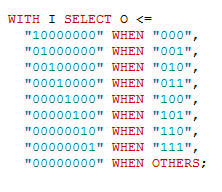 WITH I SELECT O <=
"10000000" WHEN "000",
"01000000" WHEN "001",
"00100000" WHEN "010",
"00010000" WHEN "011",
"00001000" WHEN "100",
"00000100" WHEN "101",
"00000010" WHEN "110",
"00000001" WHEN "111",
"00000000" WHEN OTHERS;